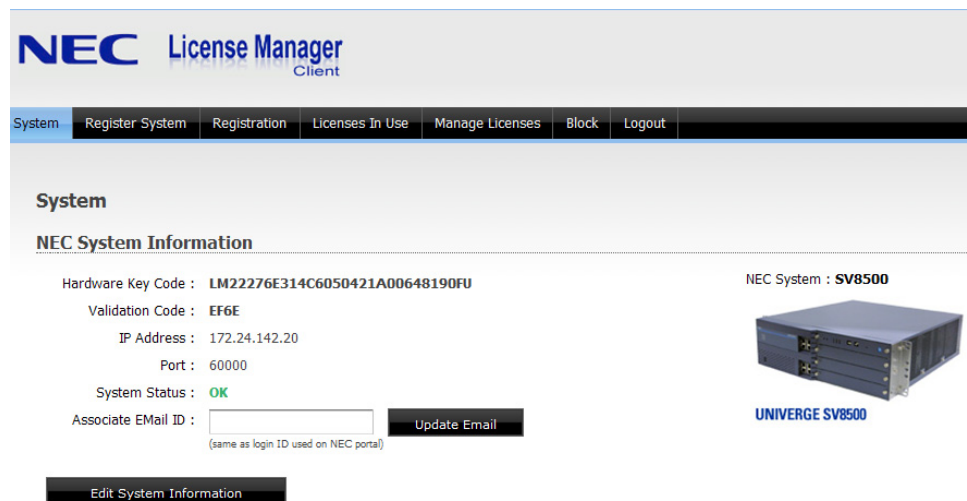 NEC License Manager
Client
System Register System Registration Licenses In Use Manage Licenses Block Logout
System
NEC System Information
Hardware Key Code : LM22276E314C6050421A00648190FU
NEC System : SV8500
Validation Code : EF6E
IP Address : 172.24.142.20
Port : 60000
System Status : OK
Associate EMail ID : Update Email
(same as login ID used on NEC portal)
UNIVERGE SV8500
Edit System Information